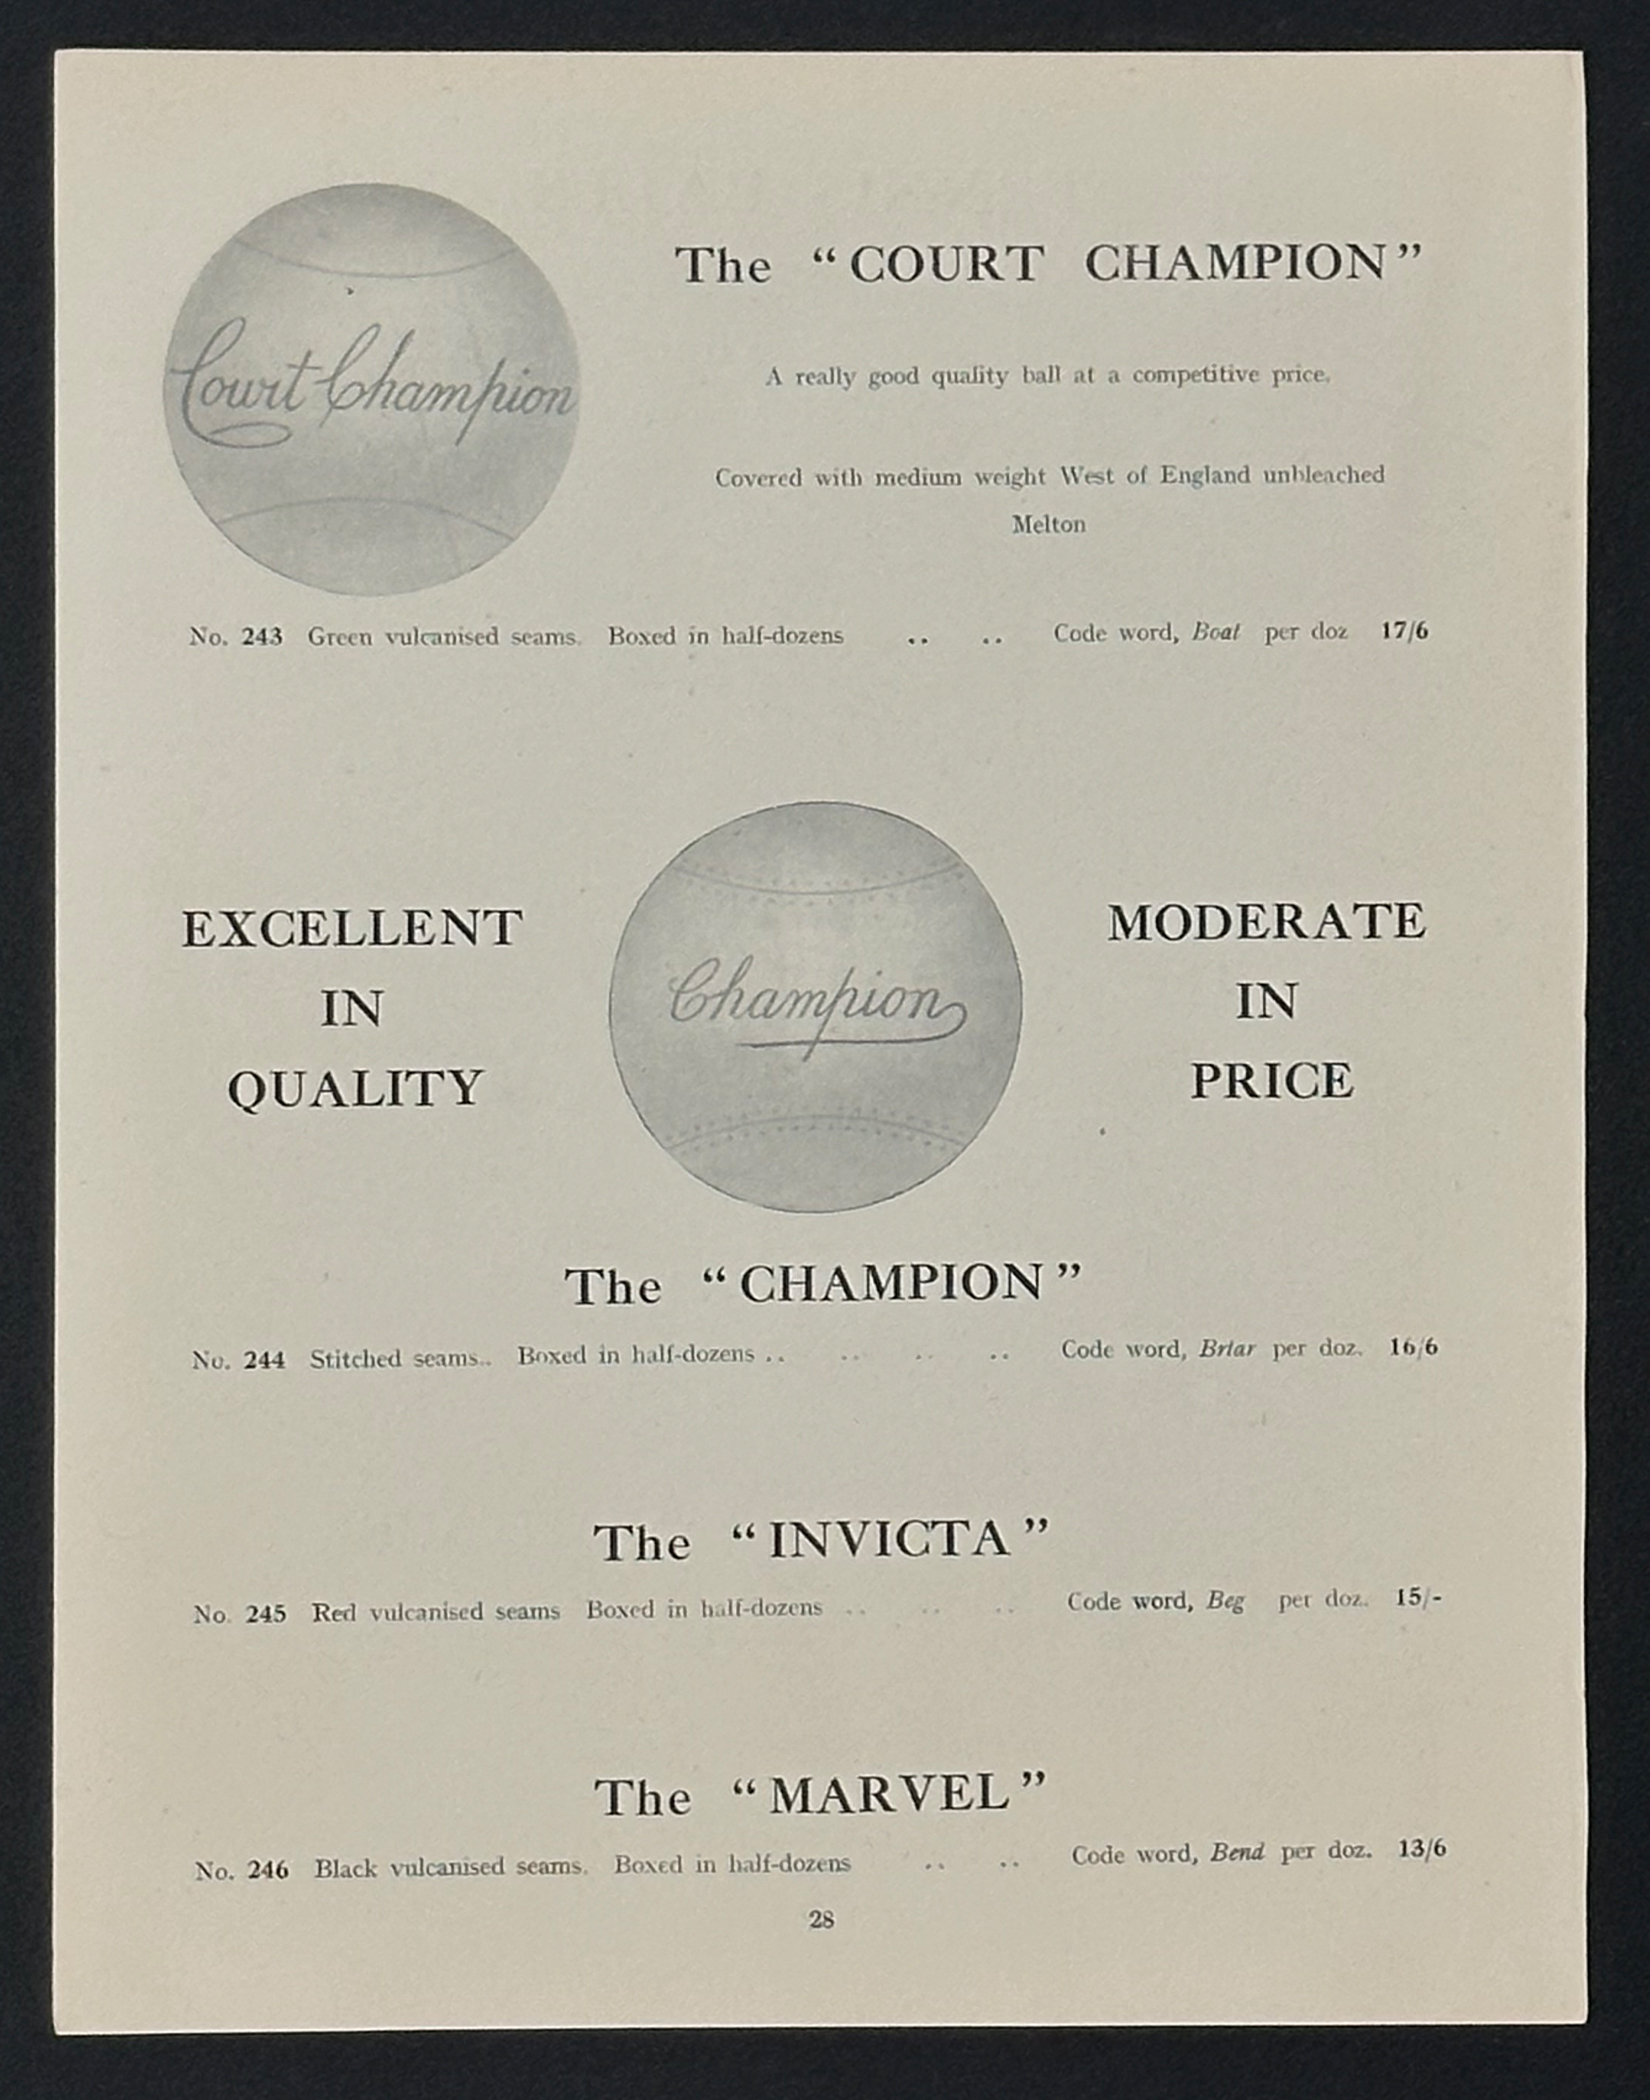 The “COURT CHAMPION”
Court Champion
A really good quality ball at a competitive price.
Covered with medium weight West of England unbleached
Melton
No. 243 Green vulcanised seams. Boxed in half-dozens .. .. Code word, Boat per doz 17/6
EXCELLENT
IN
QUALITY
Champion
MODERATE
IN
PRICE
The “CHAMPION”
No. 244 Stitched seams.. Boxed in half-dozens .. .. .. .. Code word, Briar per doz. 16/6
The “INVICTA”
No. 245 Red vulcanised seams Boxed in half-dozens .. .. .. Code word, Beg per doz. 15/-
The “MARVEL”
No. 246 Black vulcanised seams. Boxed in half-dozens .. .. Code word, Bend per doz. 13/6
28